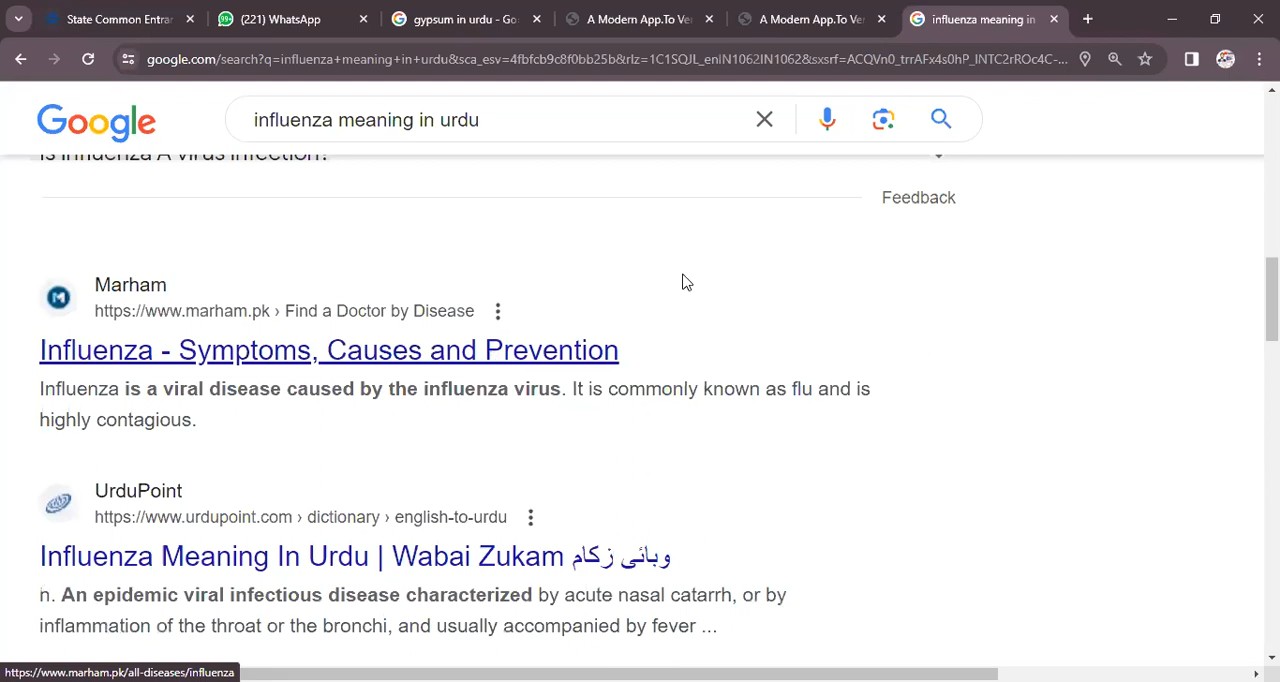 State Common Entrar
(221) WhatsApp
gypsum in urdu - Go
A Modern App.To Ve
A Modern App.To Ve
influenza meaning in
google.com/search?q=influenza+meaning+in+urdu&sca_esv=4fbfcb9c8f0bb25b&rlz=1C1SQJL_enIN1062IN1062&sxsrf=ACQVn0_trrAFx4s0hP_INTC2rROc4C-...
Google
influenza meaning in urdu
Is Influenza A virus infection?
Feedback
Marham
https://www.marham.pk › Find a Doctor by Disease
Influenza - Symptoms, Causes and Prevention
Influenza is a viral disease caused by the influenza virus. It is commonly known as flu and is
highly contagious.
UrduPoint
https://www.urdupoint.com › dictionary › english-to-urdu
Influenza Meaning In Urdu | Wabai Zukam وبائی زکام
n. An epidemic viral infectious disease characterized by acute nasal catarrh, or by
inflammation of the throat or the bronchi, and usually accompanied by fever ...
https://www.marham.pk/all-diseases/influenza